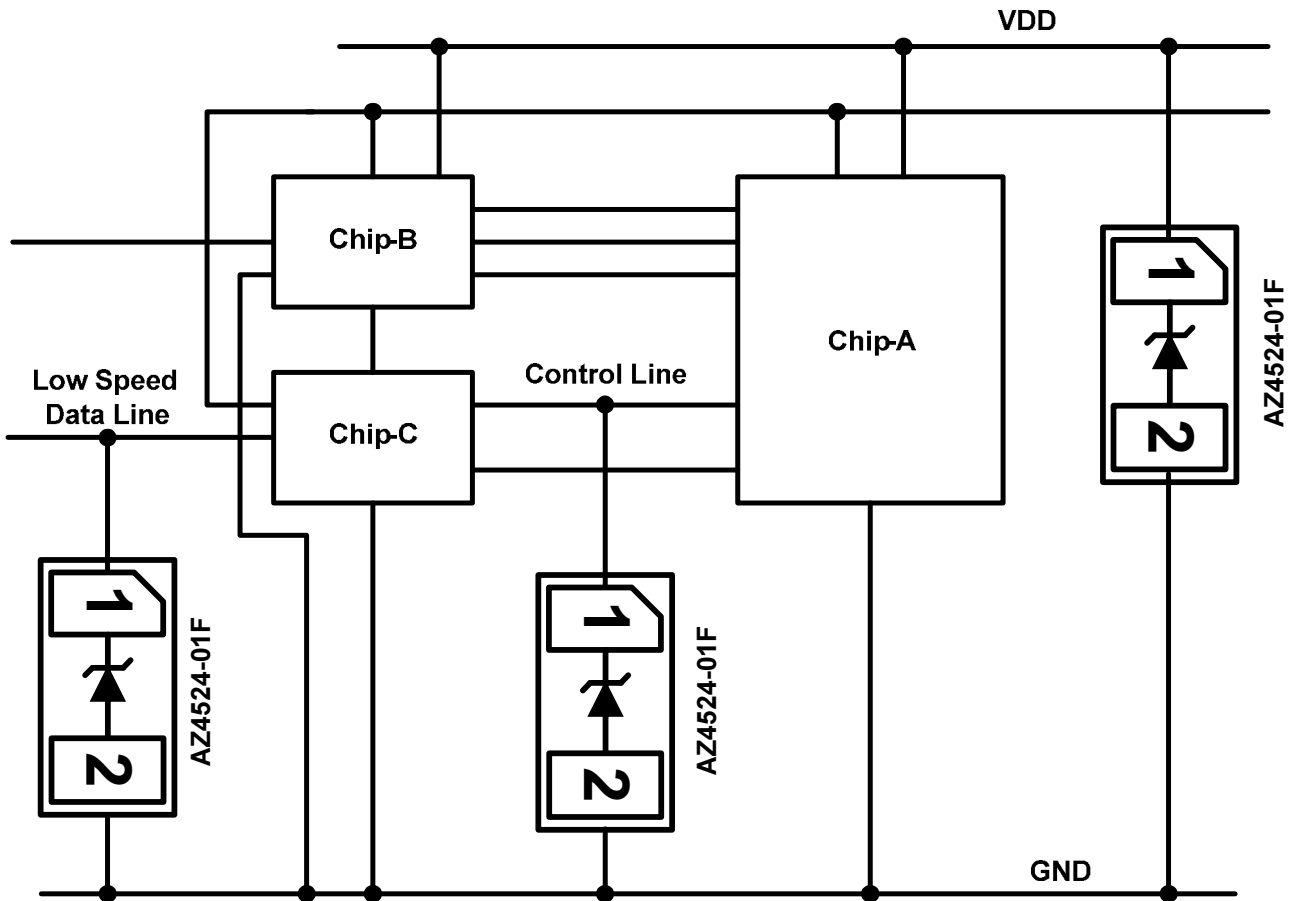 VDD
Chip-B
Chip-A
Chip-C
Low Speed
Data Line
Control Line
1
2
AZ4524-01F
1
2
AZ4524-01F
1
2
AZ4524-01F
GND